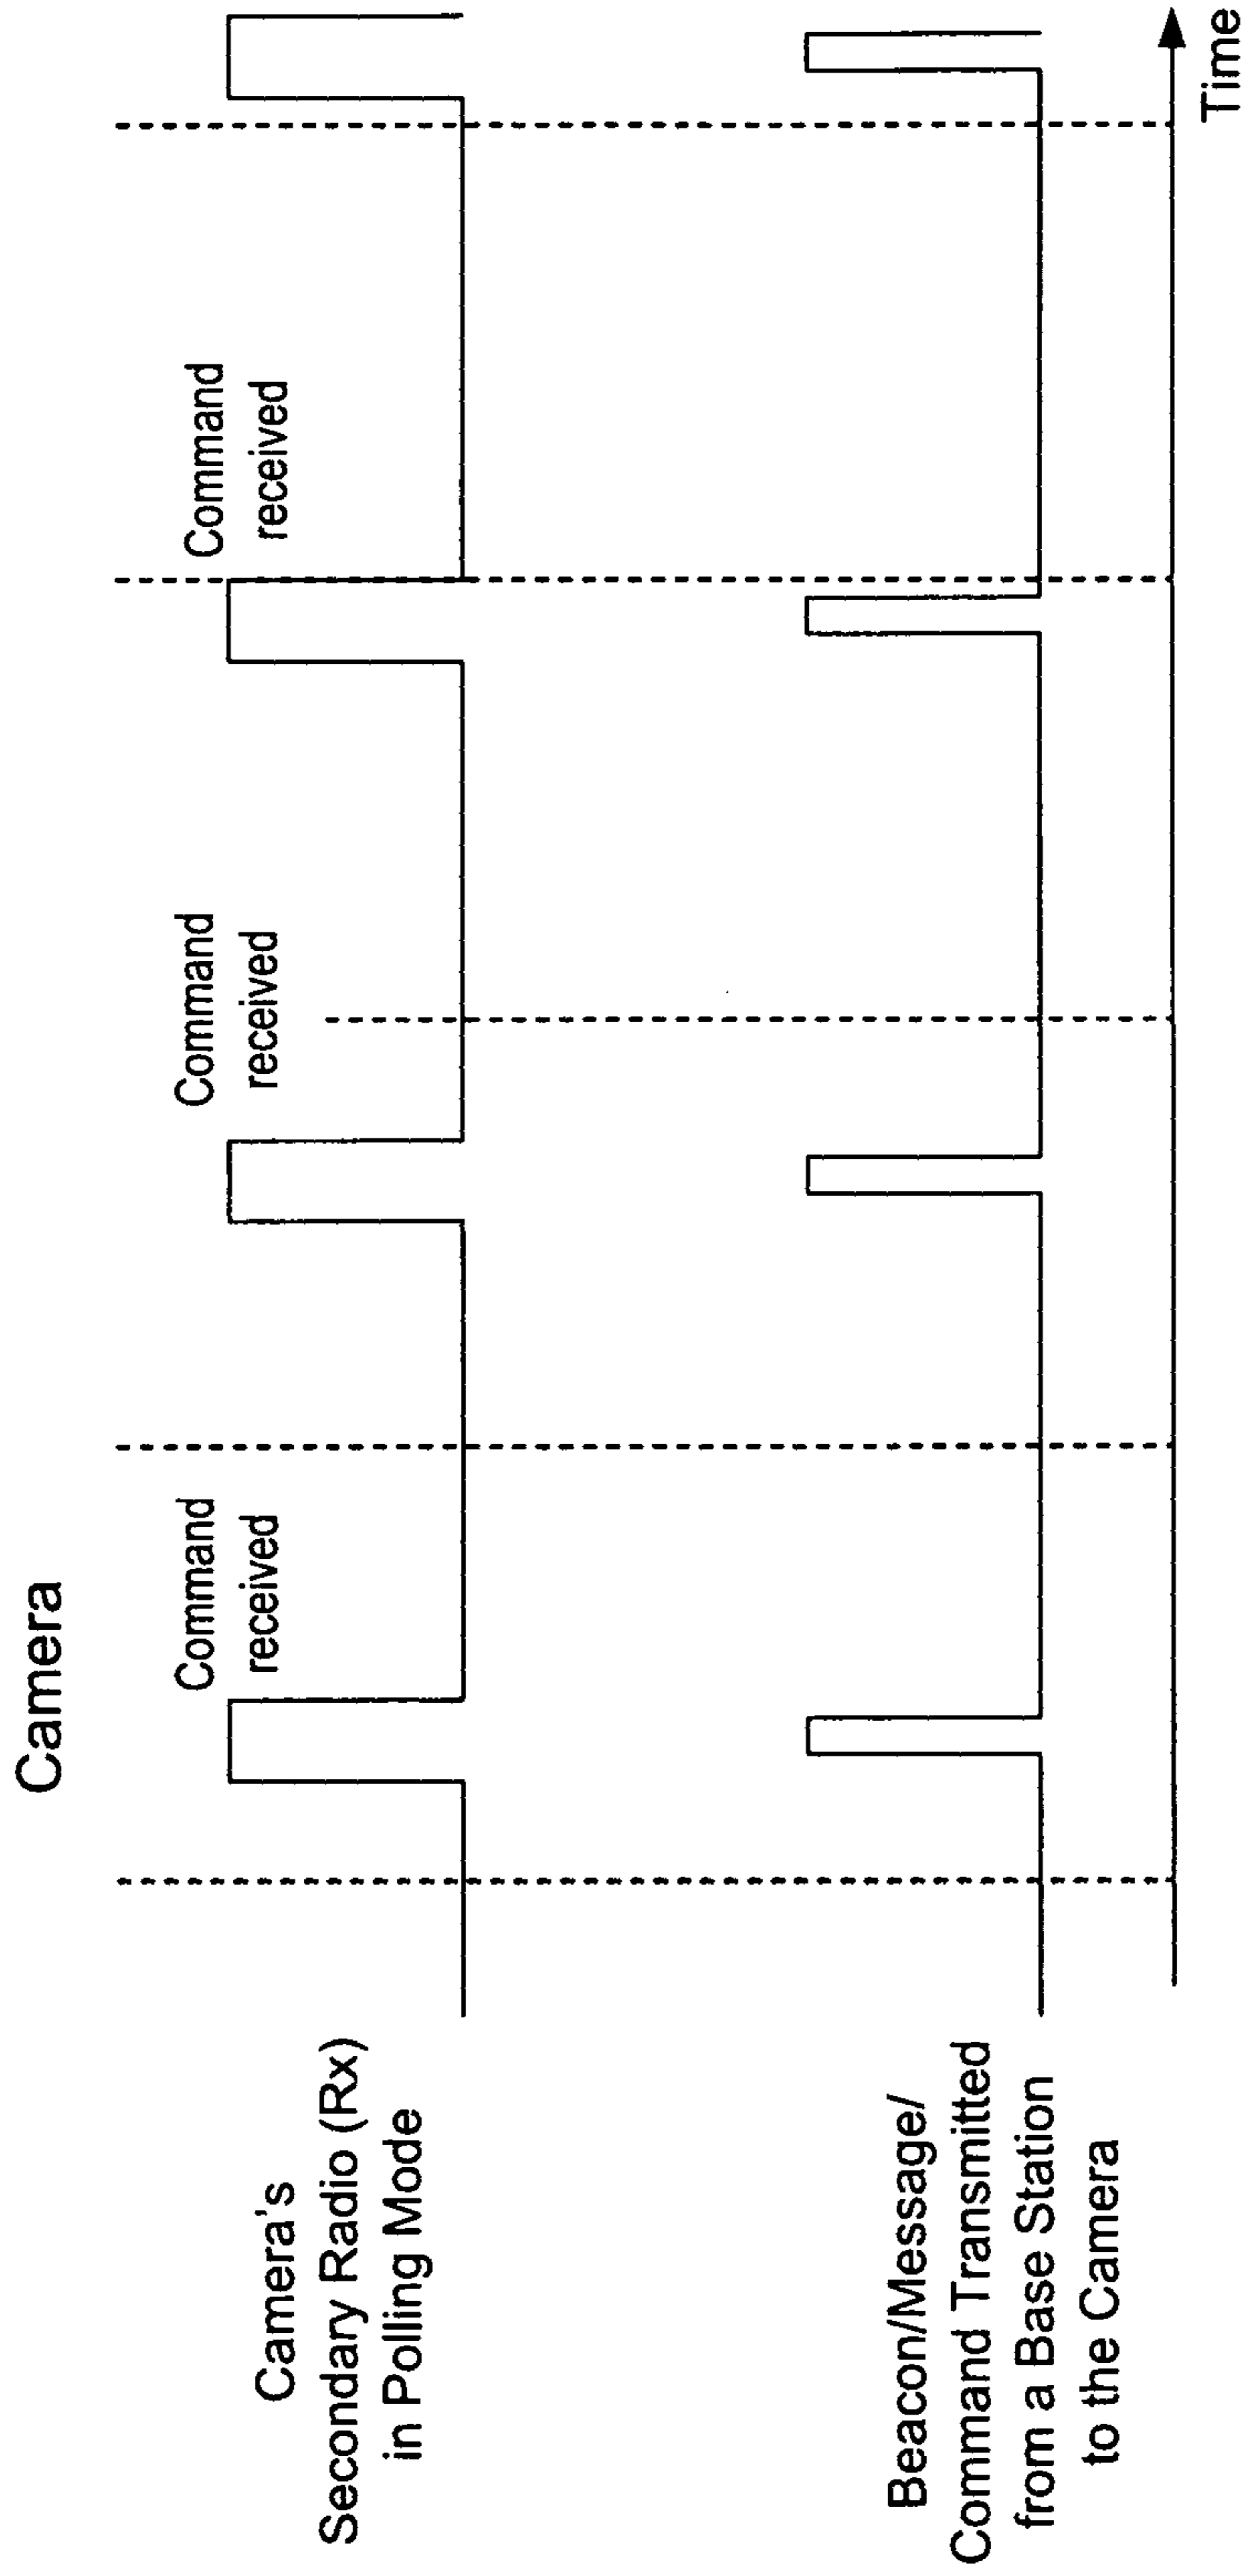 Camera
Camera's
Secondary Radio (Rx)
in Polling Mode
Command
received
Command
received
Command
received
Beacon/Message/
Command Transmitted
from a Base Station
to the Camera
Time